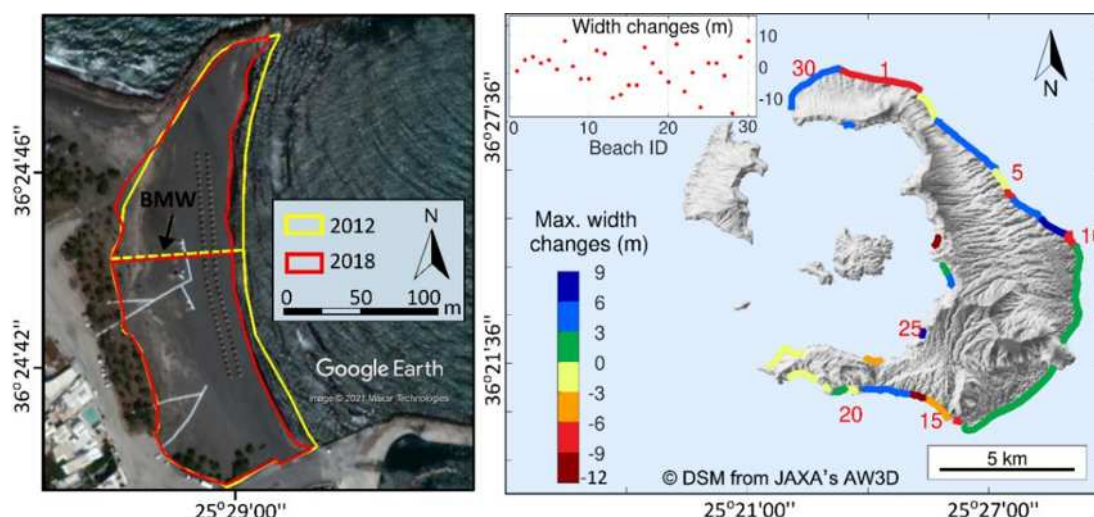 36°24'46''
36°24'42''
25°29'00''
BMW
2012
2018
N
0 50 100
m
Google Earth
Image © 2021 Maxar Technologies
Width changes (m)
10
0
-10
0 10 20 30
Beach ID
36°27'36''
36°21'36''
Max. width
changes (m)
9
6
3
0
-3
-6
-9
-12
30
1
5
10
15
20
25
N
5 km
© DSM from JAXA's AW3D
25°21'00''
25°27'00''